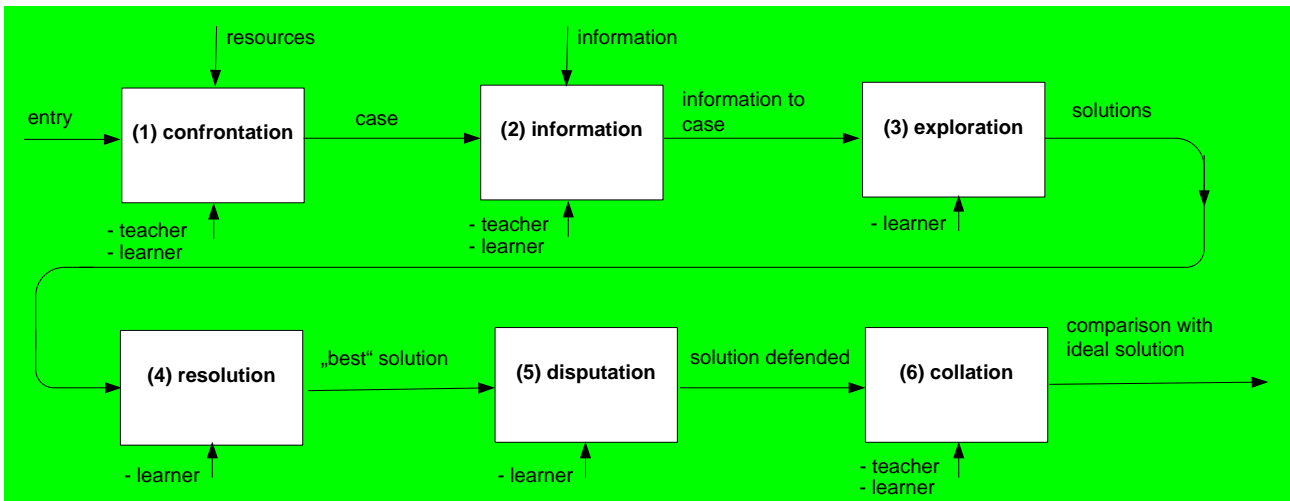 resources
information
entry
(1) confrontation
case
(2) information
information to
case
(3) exploration
solutions
- teacher
- learner
- teacher
- learner
- learner
(4) resolution
„best“ solution
(5) disputation
solution defended
(6) collation
comparison with
ideal solution
- learner
- learner
- teacher
- learner